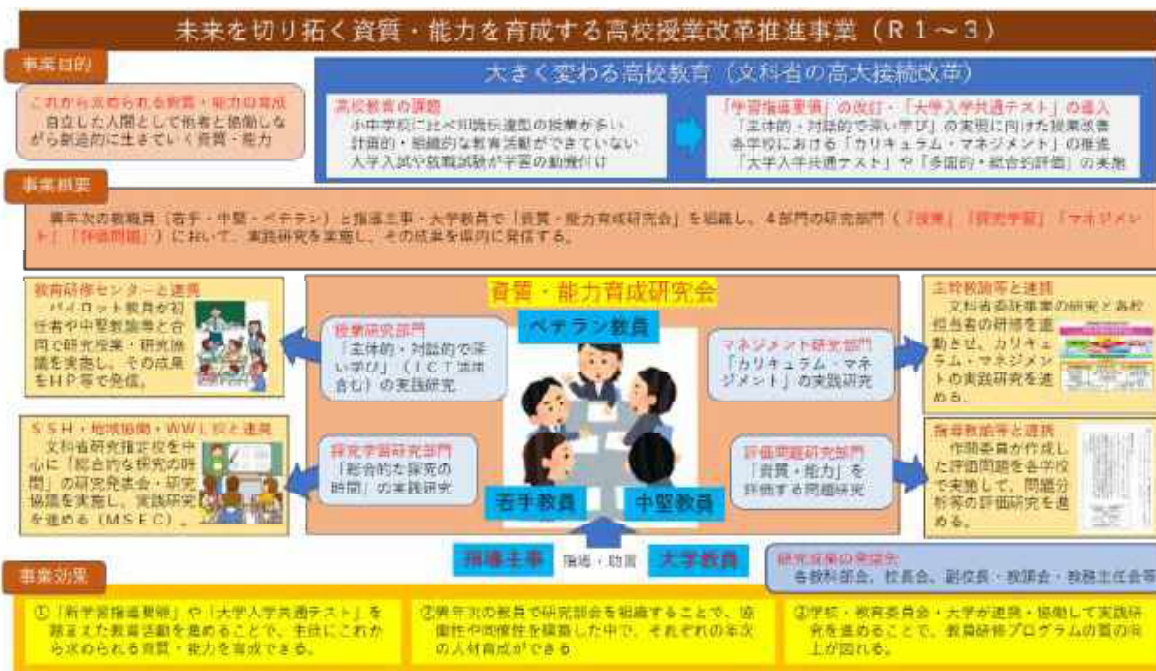 未来を切り拓く資質・能力を育成する高校授業改革推進事業(R1~3)
事業目的
これから求められる資質・能力の育成
自立した人間として他者と協働しな
がら創造的に生きていく資質・能力
大きく変わる高校教育(文科省の高大接続改革)
高校教育の課題
小中学校に比べ知識伝達型の授業が多い
計画的・組織的な教育活動ができていない
大学入試や就職試験が学習の動機付け
「学習指導要領」の改訂・「大学入学共通テスト」の導入
「主体的・対話的で深い学び」の実現に向けた授業改善
各学校における「カリキュラム・マネジメント」の推進
「大学入学共通テスト」や「多面的・総合的評価」の実施
事業概要
異年次の教職員(若手・中堅・ベテラン)と指導主事・大学教員で「資質・能力育成研究会」を組織し、4部門の研究部門(「授業」「探究学習」「マネジメン
ト」「評価問題」)において、実践研究を実施し、その成果を県内に発信する。
教育研修センターと連携
パイロット教員が初
任者や中堅教諭等と合
同で研究授業・研究協
議を実施し、その成果
をHP等で発信。
SSH・地域協働・WWL校と連携
文科省研究指定校を中
心に「総合的な探究の時
間」の研究発表会・研究
協議を実施し、実践研究
を進める(MSEC)。
資質・能力育成研究会
ベテラン教員
授業研究部門
「主体的・対話的で深
い学び」(ICT活用
含む)の実践研究
探究学習研究部門
「総合的な探究の
時間」の実践研究
マネジメント研究部門
「カリキュラム・マネ
ジメント」の実践研究
評価問題研究部門
「資質・能力」を
評価する問題研究
若手教員
中堅教員
主幹教諭等と連携
文科省委託事業の研究と各校
担当者の研修を連
動させ、カリキュ
ラム・マネジメン
トの実践研究を進
める。
指導教諭等と連携
作問委員が作成し
た評価問題を各学校
で実施して、問題分
析等の評価研究を進
める。
指導主事
指導・助言
大学教員
研究成果の発信先
各教科部会、校長会、副校長・教頭会・教務主任会等
事業効果
①「新学習指導要領」や「大学入学共通テスト」を
踏まえた教育活動を進めることで、生徒にこれか
ら求められる資質・能力を育成できる。
②異年次の教員で研究部会を組織することで、協
働性や同僚性を構築した中で、それぞれの年次
の人材育成ができる
③学校・教育委員会・大学が連携・協働して実践研
究を進めることで、教員研修プログラムの質の向
上が図れる。